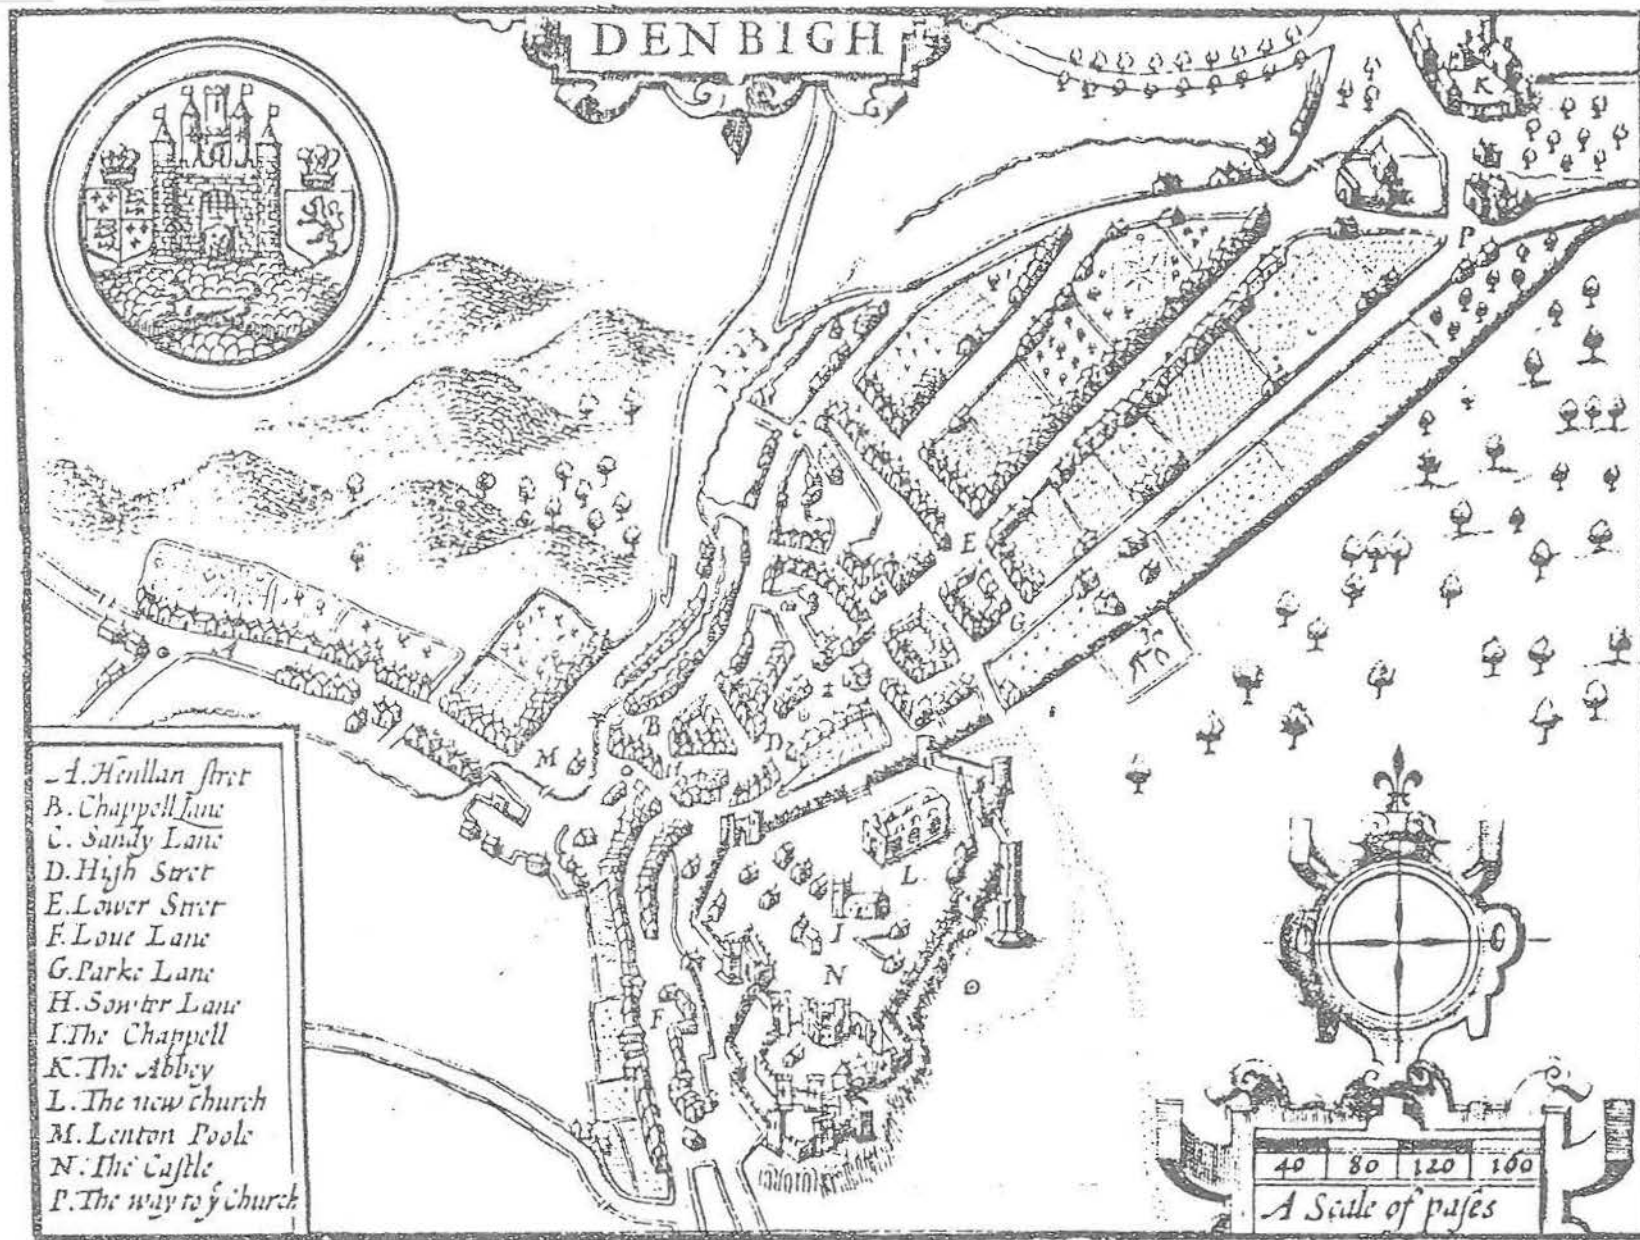 DENBIGH
K
P
E
G
B
I
D
M
L
I
N
F
A. Henllan stret
B. Chappell Lane
C. Sandy Lane
D. High Stret
E. Lower Stret
F. Loue Lane
G. Parke Lane
H. Sowter Lane
I. The Chappell
K. The Abbey
L. The new church
M. Lenton Poole
N. The Castle
P. The way to ẏ Church
40 80 120 160
A Scale of pases